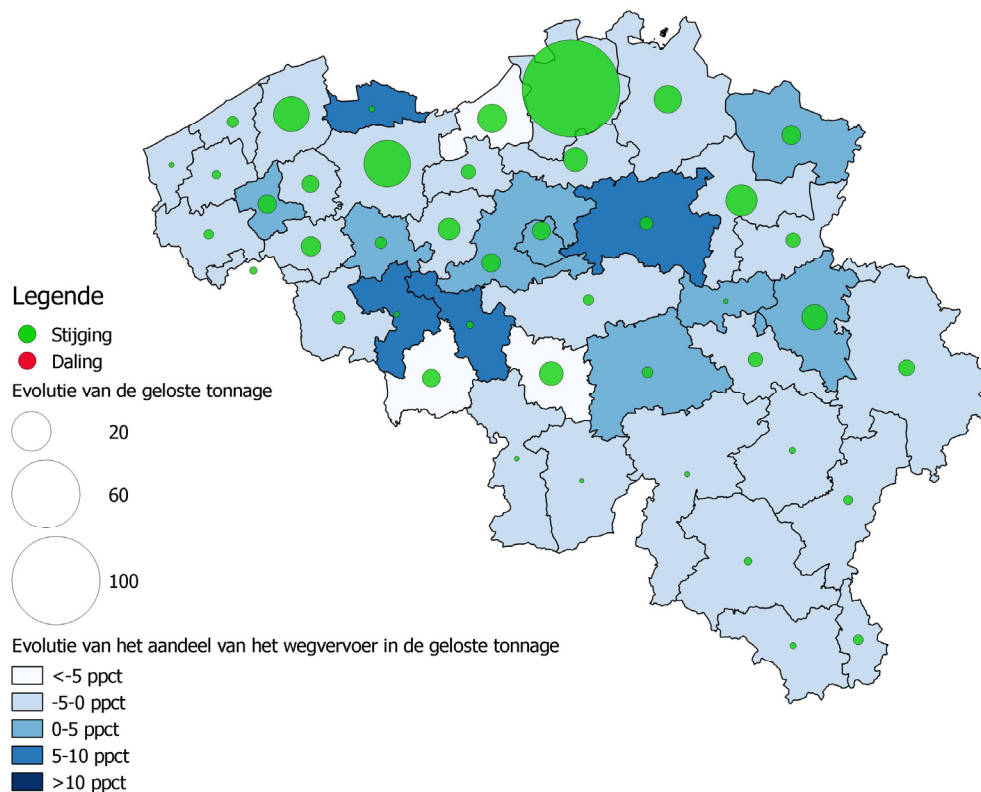 Legende
Stijging
Daling
Evolutie van de geloste tonnage
20
60
100
Evolutie van het aandeel van het wegvervoer in de geloste tonnage
<-5 ppct
-5-0 ppct
0-5 ppct
5-10 ppct
>10 ppct